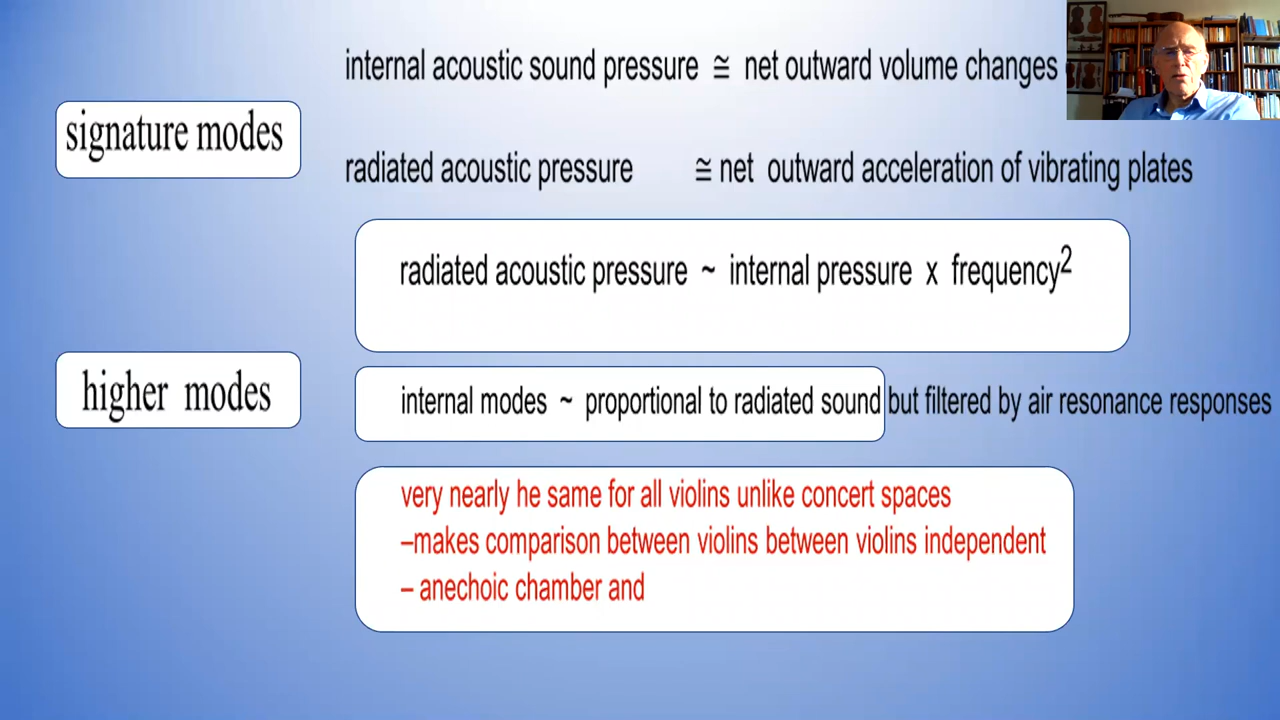 internal acoustic sound pressure ≅ net outward volume changes
signature modes
radiated acoustic pressure ≅ net outward acceleration of vibrating plates
radiated acoustic pressure ~ internal pressure x frequency²
higher modes
internal modes ~ proportional to radiated sound but filtered by air resonance responses
very nearly he same for all violins unlike concert spaces
–makes comparison between violins between violins independent
– anechoic chamber and